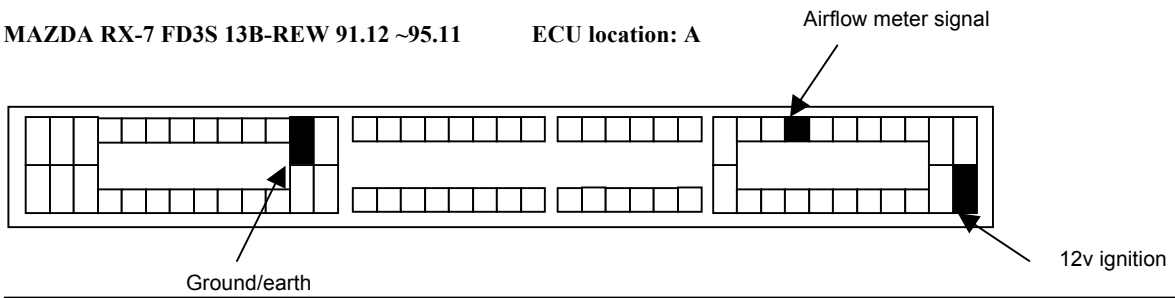 Airflow meter signal
MAZDA RX-7 FD3S 13B-REW 91.12 ~95.11 ECU location: A
12v ignition
Ground/earth